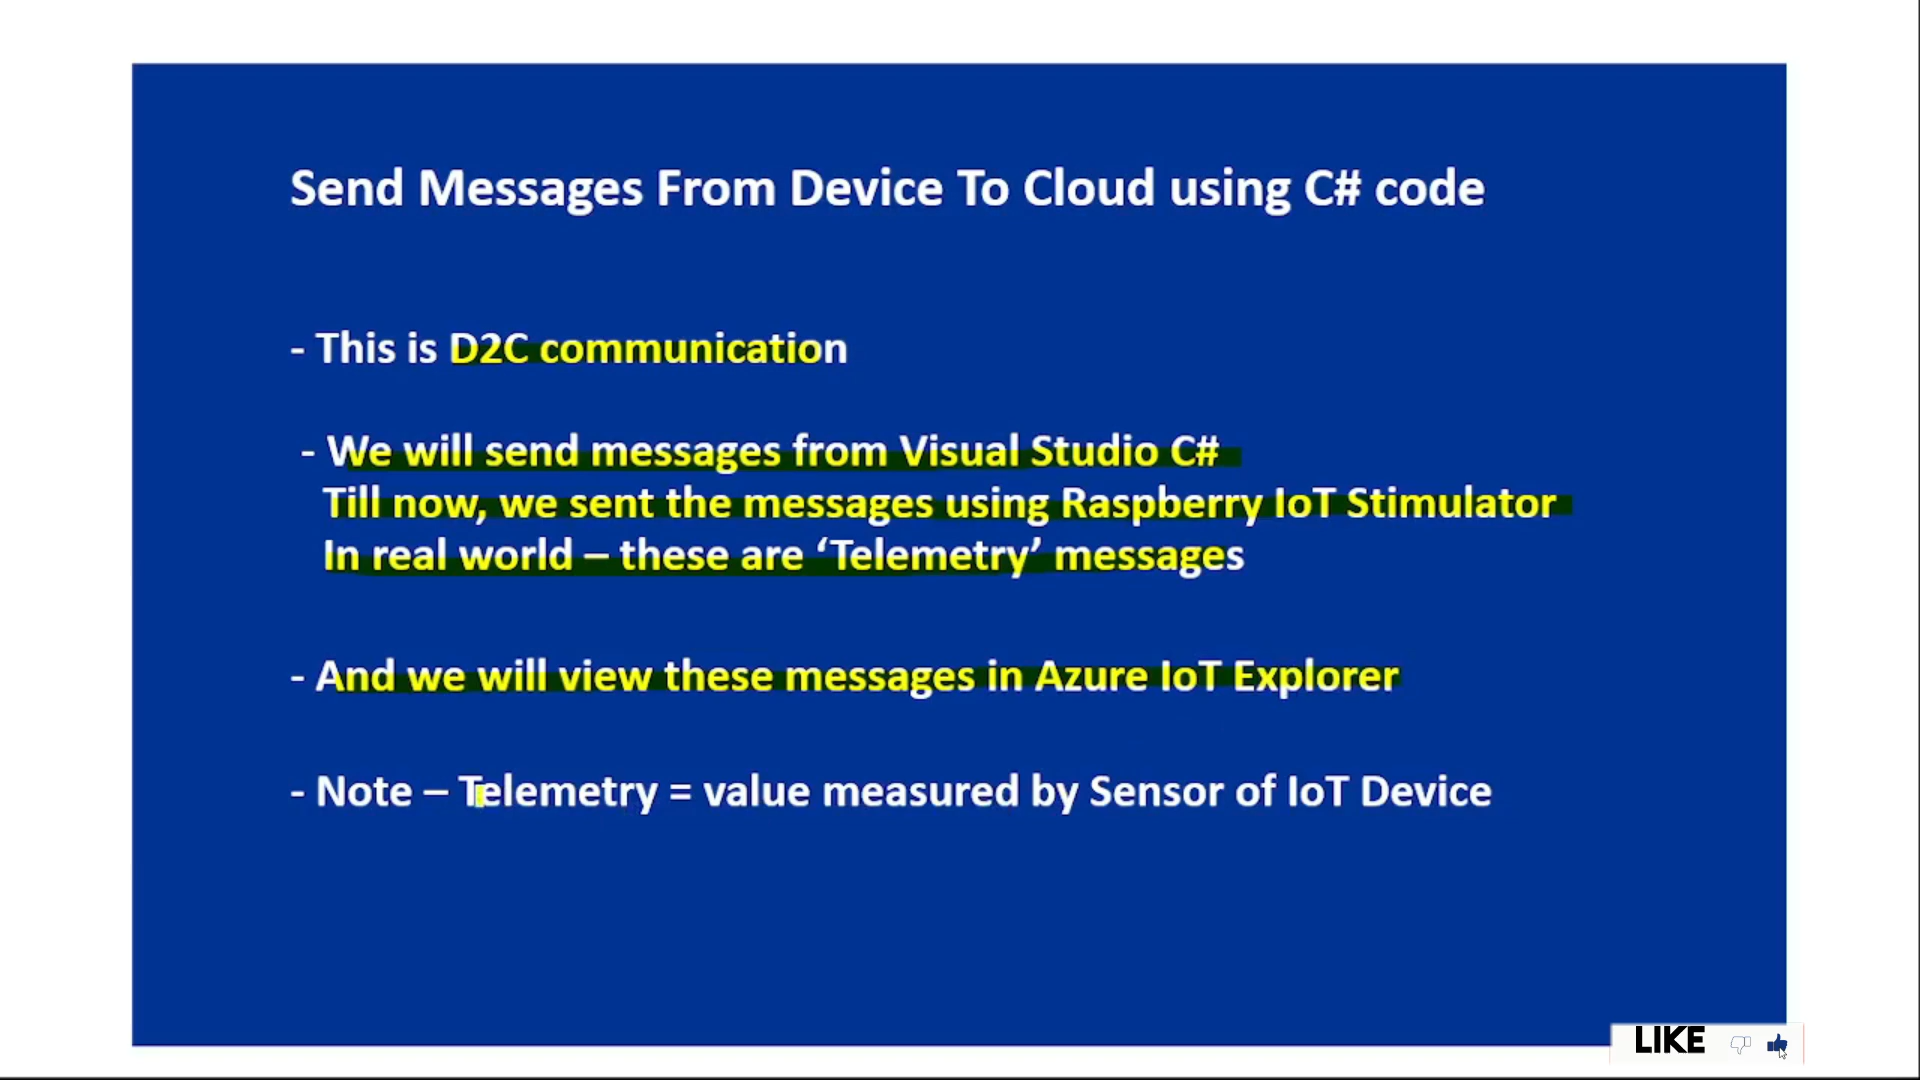 Send Messages From Device To Cloud using C# code
- This is D2C communication
- We will send messages from Visual Studio C#
Till now, we sent the messages using Raspberry IoT Stimulator
In real world – these are ‘Telemetry’ messages
- And we will view these messages in Azure IoT Explorer
- Note – Telemetry = value measured by Sensor of IoT Device
LIKE